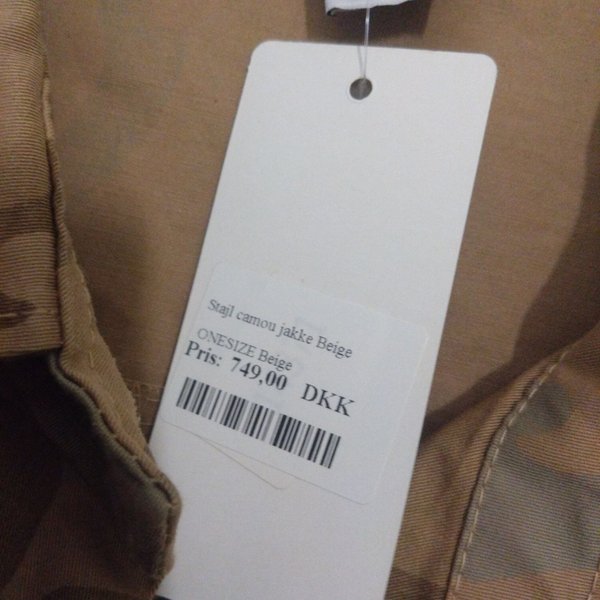 Stajl camou jakke Beige
ONESIZE Beige
Pris: 749,00 DKK